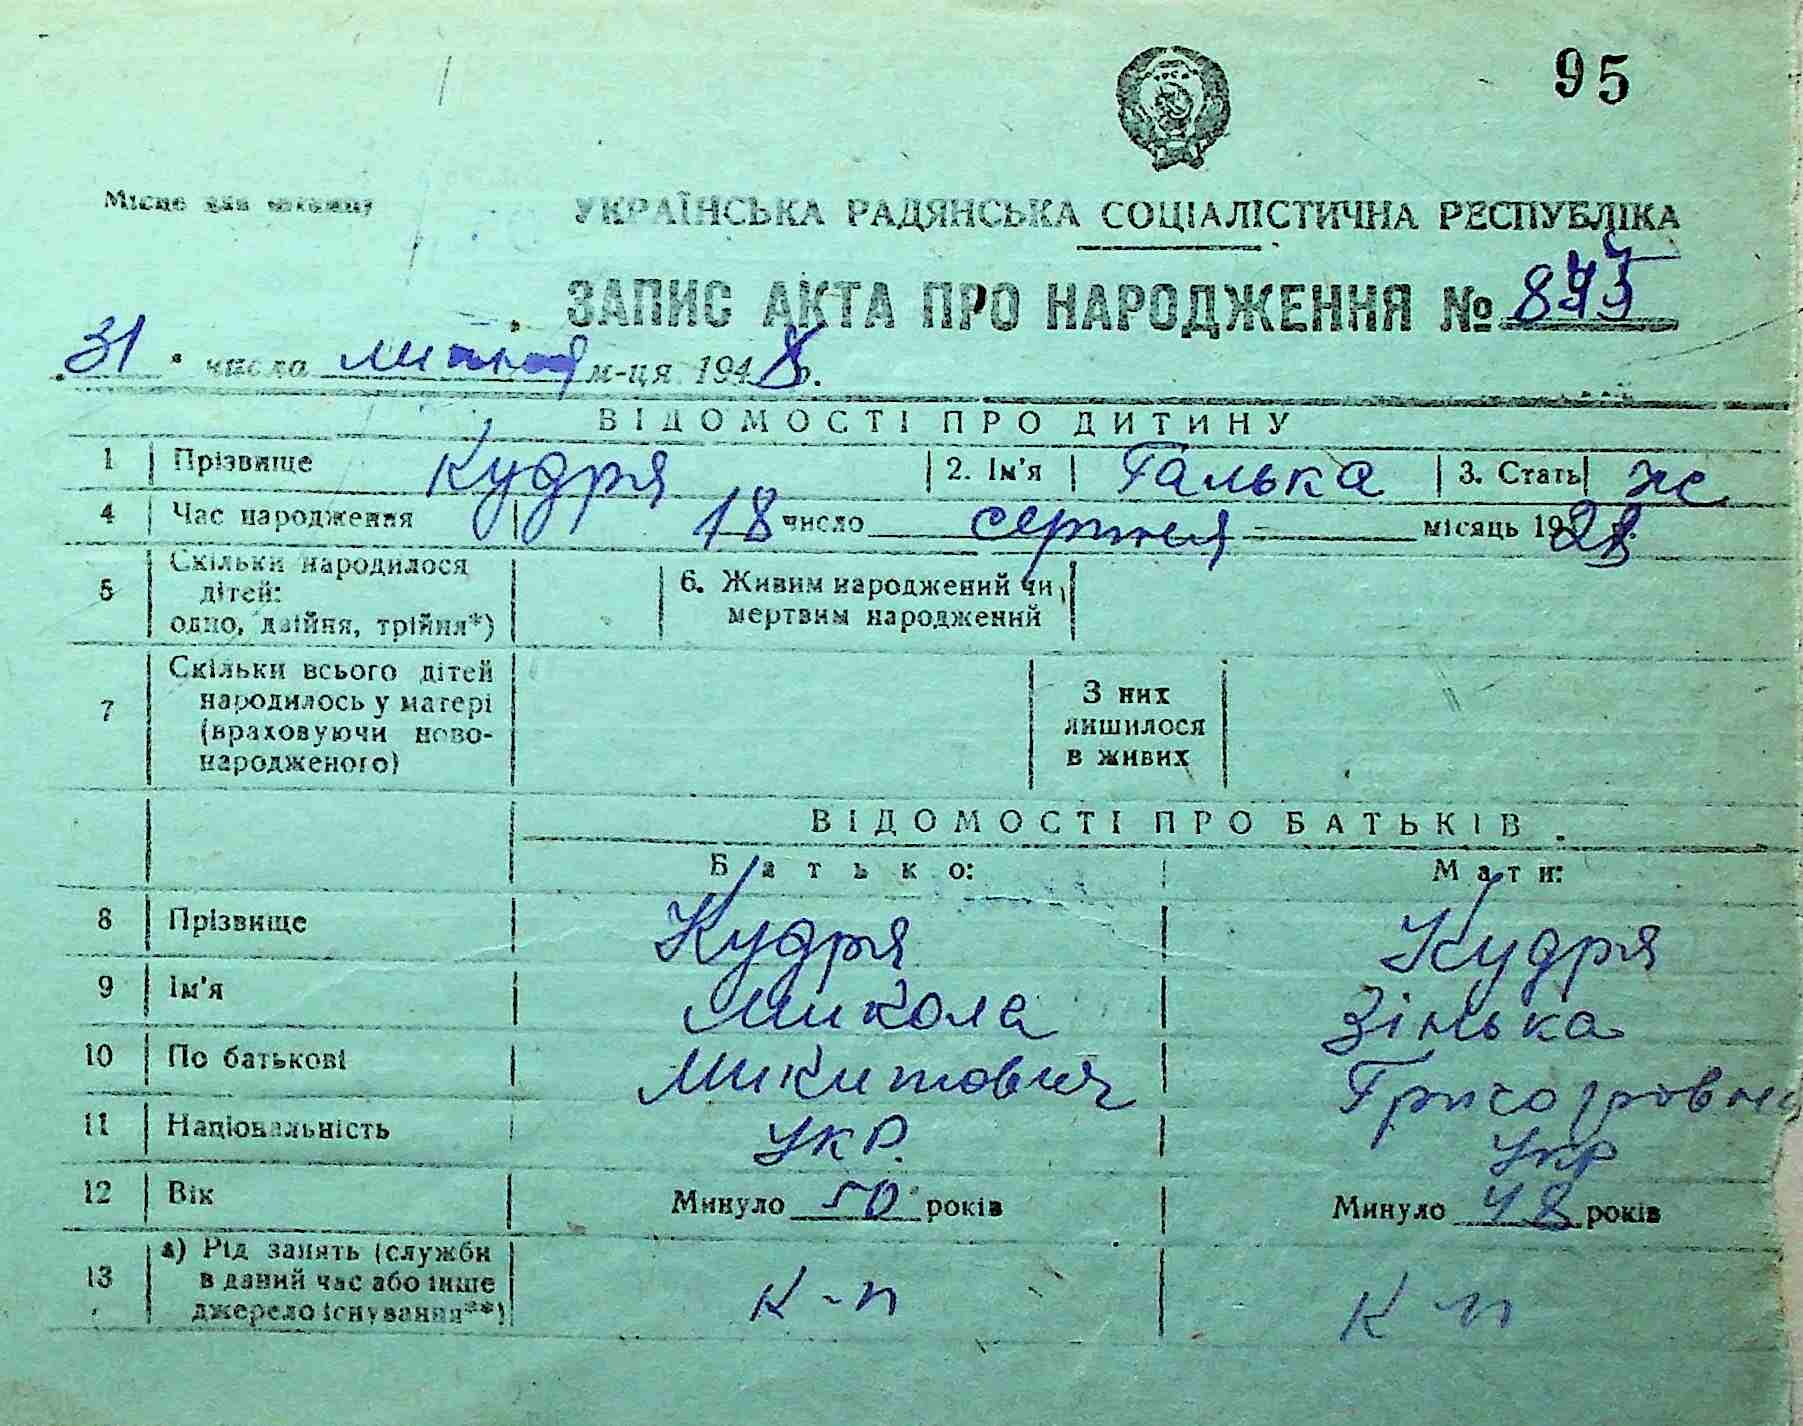 95
Місце для штампу
УКРАЇНСЬКА РАДЯНСЬКА СОЦІАЛІСТИЧНА РЕСПУБЛІКА
ЗАПИС АКТА ПРО НАРОДЖЕННЯ №
31 числа липня м-ця 1948 р.
ВІДОМОСТІ ПРО ДИТИНУ
1 Прізвище Кудря 2. Ім'я Галька 3. Стать ж
4 Час народження 18 число серпня місяць 1928
5 Скільки народилося дітей: одно, двійня, трійня*) 6. Живим народжений чи мертвим народжений
7 Скільки всього дітей народилось у матері (враховуючи новонародженого) З них лишилося в живих
ВІДОМОСТІ ПРО БАТЬКІВ
Батько: Мати:
8 Прізвище Кудря Кудря
9 Ім'я Микола Зінька
10 По батькові Микитович Григоровна
11 Національність Укр. Укр
12 Вік Минуло 50 років Минуло 48 років
13 а) Рід занять (служби в даний час або інше джерело існування**) К-п К-п